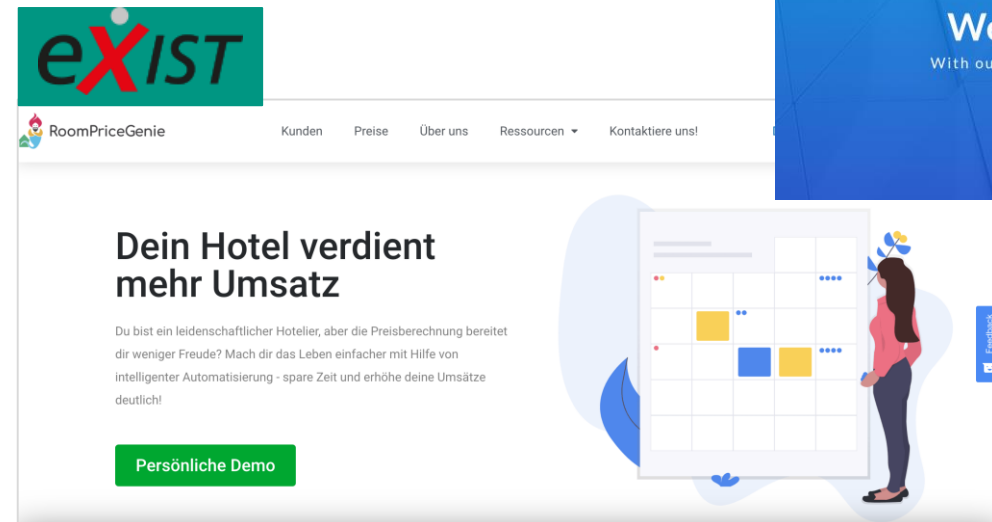 eXIST
We
With ou
RoomPriceGenie Kunden Preise Über uns Ressourcen Kontaktiere uns!
Dein Hotel verdient
mehr Umsatz
Du bist ein leidenschaftlicher Hotelier, aber die Preisberechnung bereitet
dir weniger Freude? Mach dir das Leben einfacher mit Hilfe von
intelligenter Automatisierung - spare Zeit und erhöhe deine Umsätze
deutlich!
Persönliche Demo
Feedback